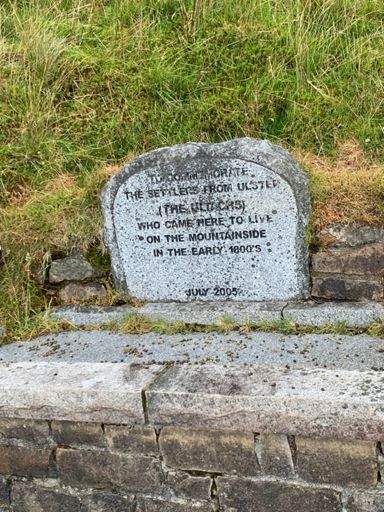 TO COMMEMORATE
THE SETTLERS FROM ULSTER
(THE ULTACHS)
WHO CAME HERE TO LIVE
ON THE MOUNTAINSIDE
IN THE EARLY 1800'S
JULY 2005